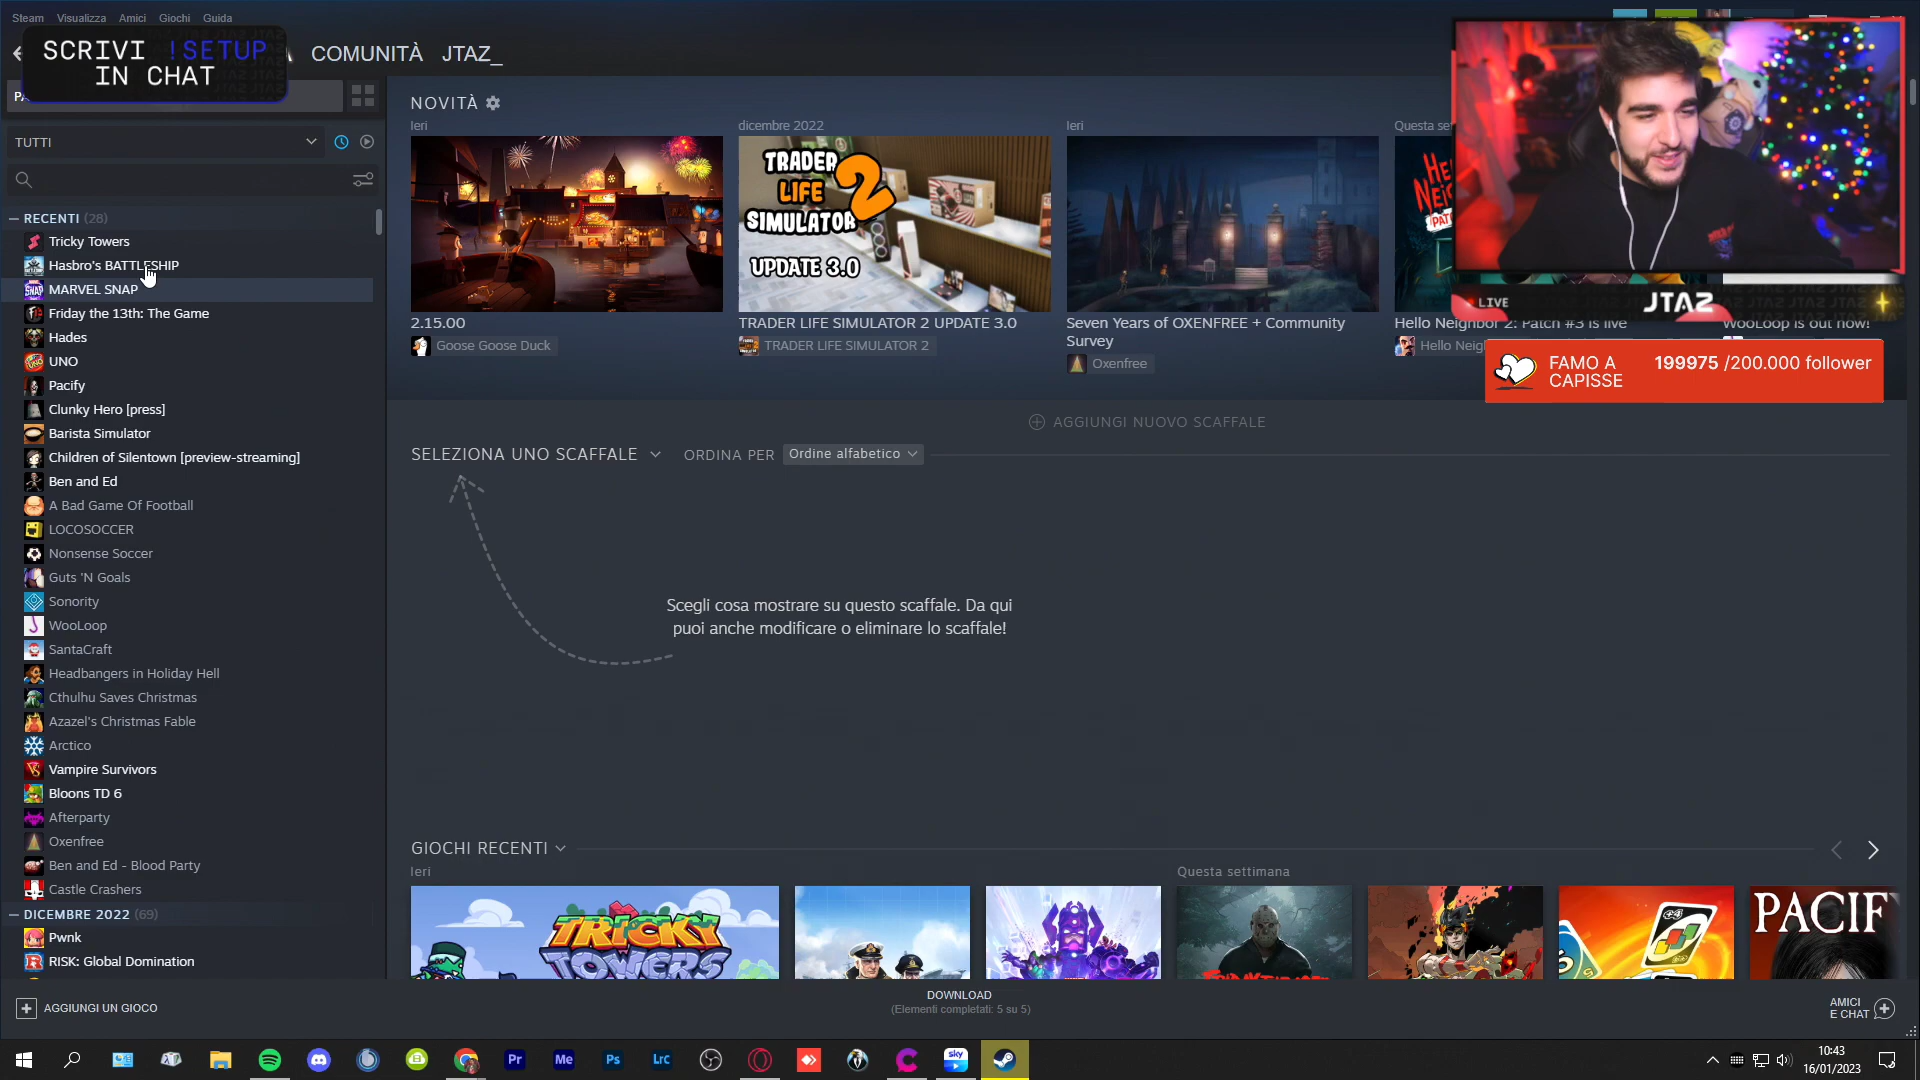 Steam Visualizza Amici Giochi Guida
SCRIVI !SETUP
IN CHAT
COMUNITÀ JTAZ_
TUTTI
RECENTI (28)
Tricky Towers
Hasbro's BATTLESHIP
MARVEL SNAP
Friday the 13th: The Game
Hades
UNO
Pacify
Clunky Hero [press]
Barista Simulator
Children of Silentown [preview-streaming]
Ben and Ed
A Bad Game Of Football
LOCOSOCCER
Nonsense Soccer
Guts 'N Goals
Sonority
WooLoop
SantaCraft
Headbangers in Holiday Hell
Cthulhu Saves Christmas
Azazel's Christmas Fable
Arctico
Vampire Survivors
Bloons TD 6
Afterparty
Oxenfree
Ben and Ed - Blood Party
Castle Crashers
DICEMBRE 2022 (69)
Pwnk
RISK: Global Domination
AGGIUNGI UN GIOCO
NOVITÀ
Ieri
2.15.00
Goose Goose Duck
dicembre 2022
TRADER
LIFE 2
SIMULATOR
UPDATE 3.0
TRADER LIFE SIMULATOR 2 UPDATE 3.0
TRADER LIFE SIMULATOR 2
Ieri
Seven Years of OXENFREE + Community
Survey
Oxenfree
Hello Neighbor 2: Patch #3 is live
WooLoop is out now!
LIVE
JTAZ
FAMO A
CAPISSE
199975 /200.000 follower
AGGIUNGI NUOVO SCAFFALE
SELEZIONA UNO SCAFFALE ORDINA PER Ordine alfabetico
Scegli cosa mostrare su questo scaffale. Da qui
puoi anche modificare o eliminare lo scaffale!
GIOCHI RECENTI
Ieri
Questa settimana
TRICKY
TOWERS
DOWNLOAD
(Elementi completati: 5 su 5)
AMICI
E CHAT
Pr Me Ps Lrc
sky
10:43
16/01/2023